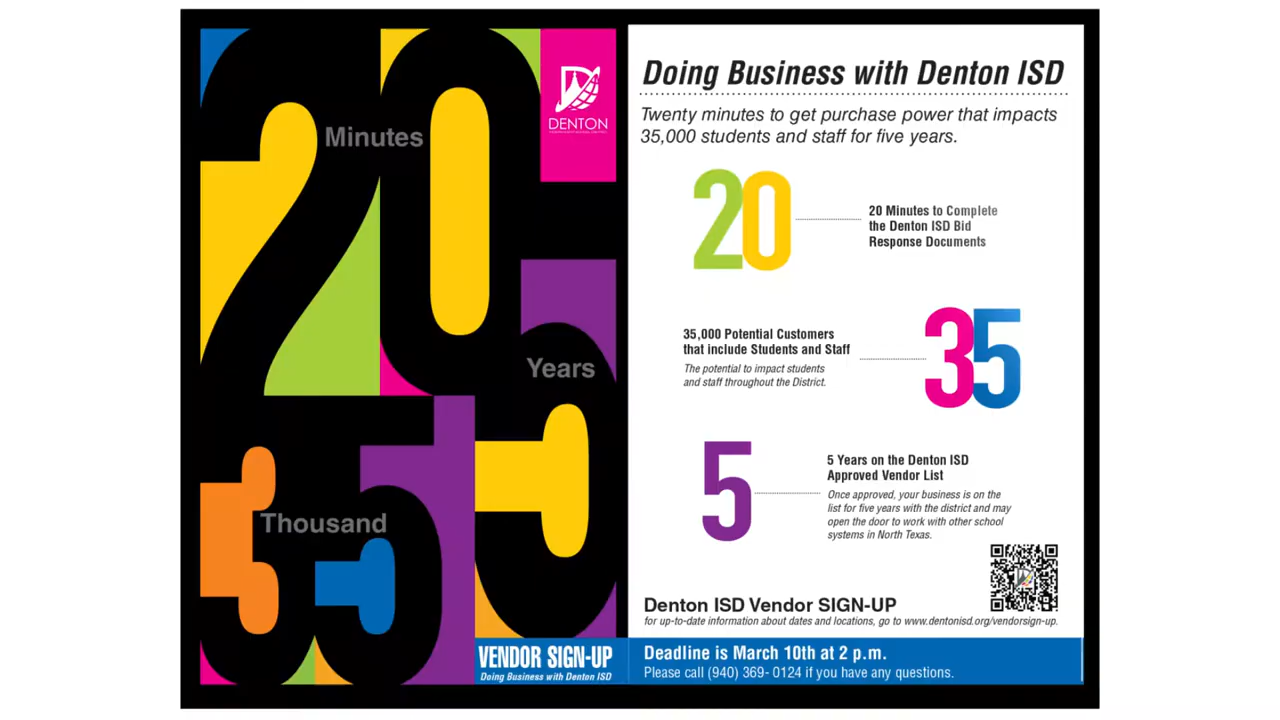 20
Minutes
DENTON
Years
5
35
Thousand
VENDOR SIGN-UP
Doing Business with Denton ISD
Doing Business with Denton ISD
Twenty minutes to get purchase power that impacts
35,000 students and staff for five years.
20
20 Minutes to Complete
the Denton ISD Bid
Response Documents
35,000 Potential Customers
that include Students and Staff
The potential to impact students
and staff throughout the District.
35
5
5 Years on the Denton ISD
Approved Vendor List
Once approved, your business is on the
list for five years with the district and may
open the door to work with other school
systems in North Texas.
Denton ISD Vendor SIGN-UP
for up-to-date information about dates and locations, go to www.dentonisd.org/vendorsign-up.
Deadline is March 10th at 2 p.m.
Please call (940) 369- 0124 if you have any questions.